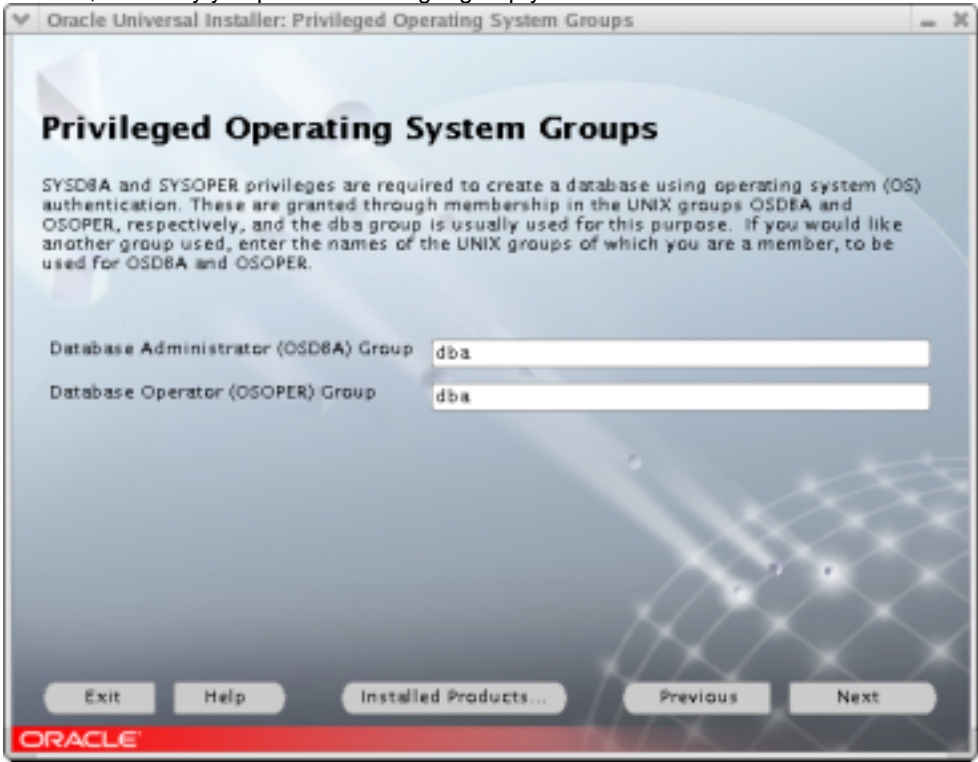 Oracle Universal Installer: Privileged Operating System Groups
Privileged Operating System Groups
SYSDBA and SYSOPER privileges are required to create a database using operating system (OS)
authentication. These are granted through membership in the UNIX groups OSDBA and
OSOPER, respectively, and the dba group is usually used for this purpose. If you would like
another group used, enter the names of the UNIX groups of which you are a member, to be
used for OSDBA and OSOPER.
Database Administrator (OSDBA) Group dba
Database Operator (OSOPER) Group dba
Exit Help Installed Products... Previous Next
ORACLE